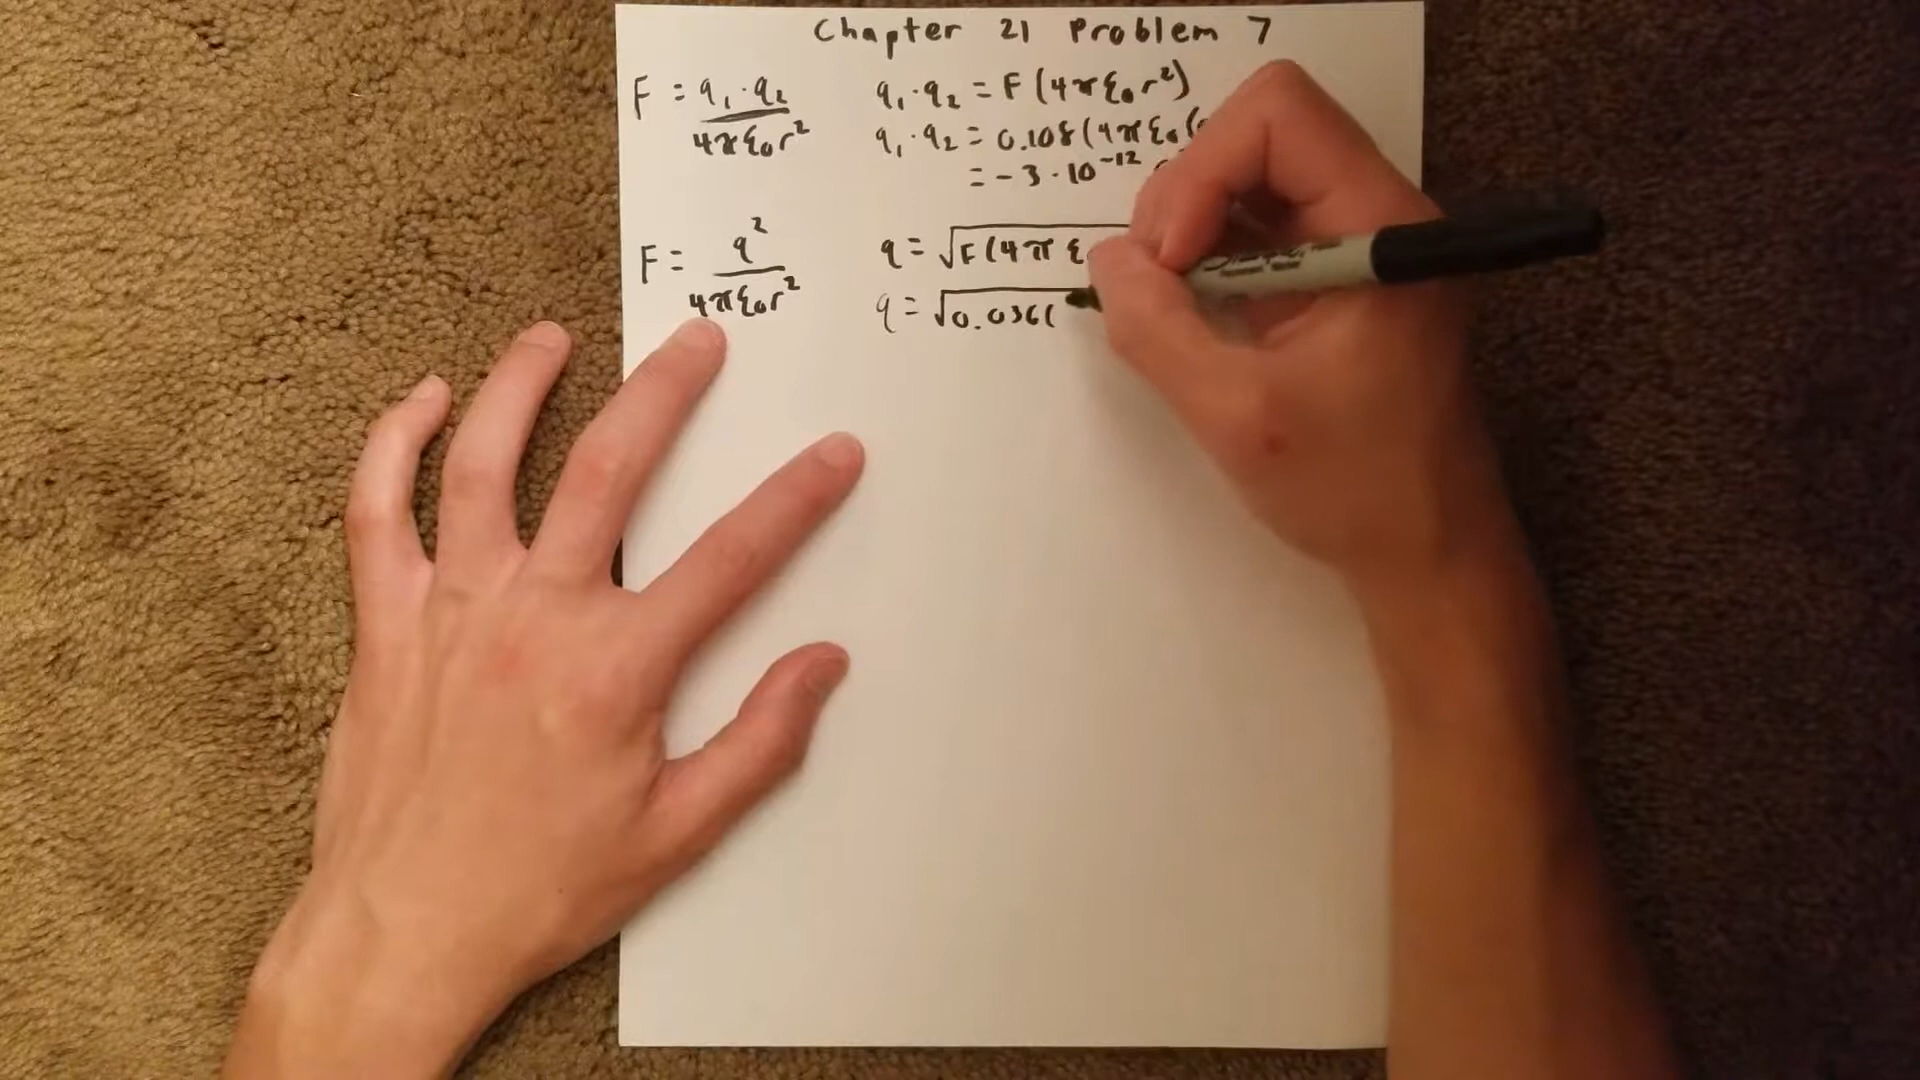 Chapter 21 Problem 7
F = q₁·q₂ / 4πε₀r²
q₁·q₂ = F(4πε₀r²)
q₁·q₂ = 0.108(4πε₀(
= -3·10⁻¹²
F = q² / 4πε₀r²
q = √F(4πε
q = √0.036(